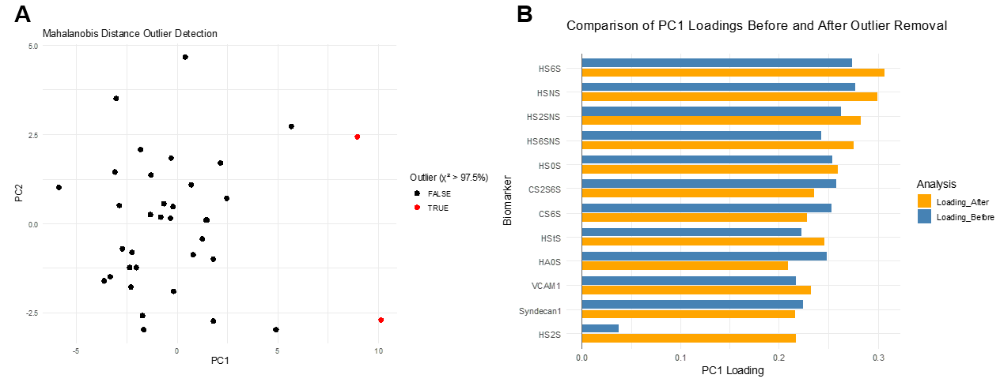 A
Mahalanobis Distance Outlier Detection
5.0
2.5
0.0
-2.5
PC2
-5
0
5
10
PC1
Outlier (χ² > 97.5%)
FALSE
TRUE
B
Comparison of PC1 Loadings Before and After Outlier Removal
HS6S
HSNS
HS2SNS
HS6SNS
HS0S
CS2S6S
CS6S
HStS
HA0S
VCAM1
Syndecan1
HS2S
Biomarker
0.0
0.1
0.2
0.3
PC1 Loading
Analysis
Loading_After
Loading_Before